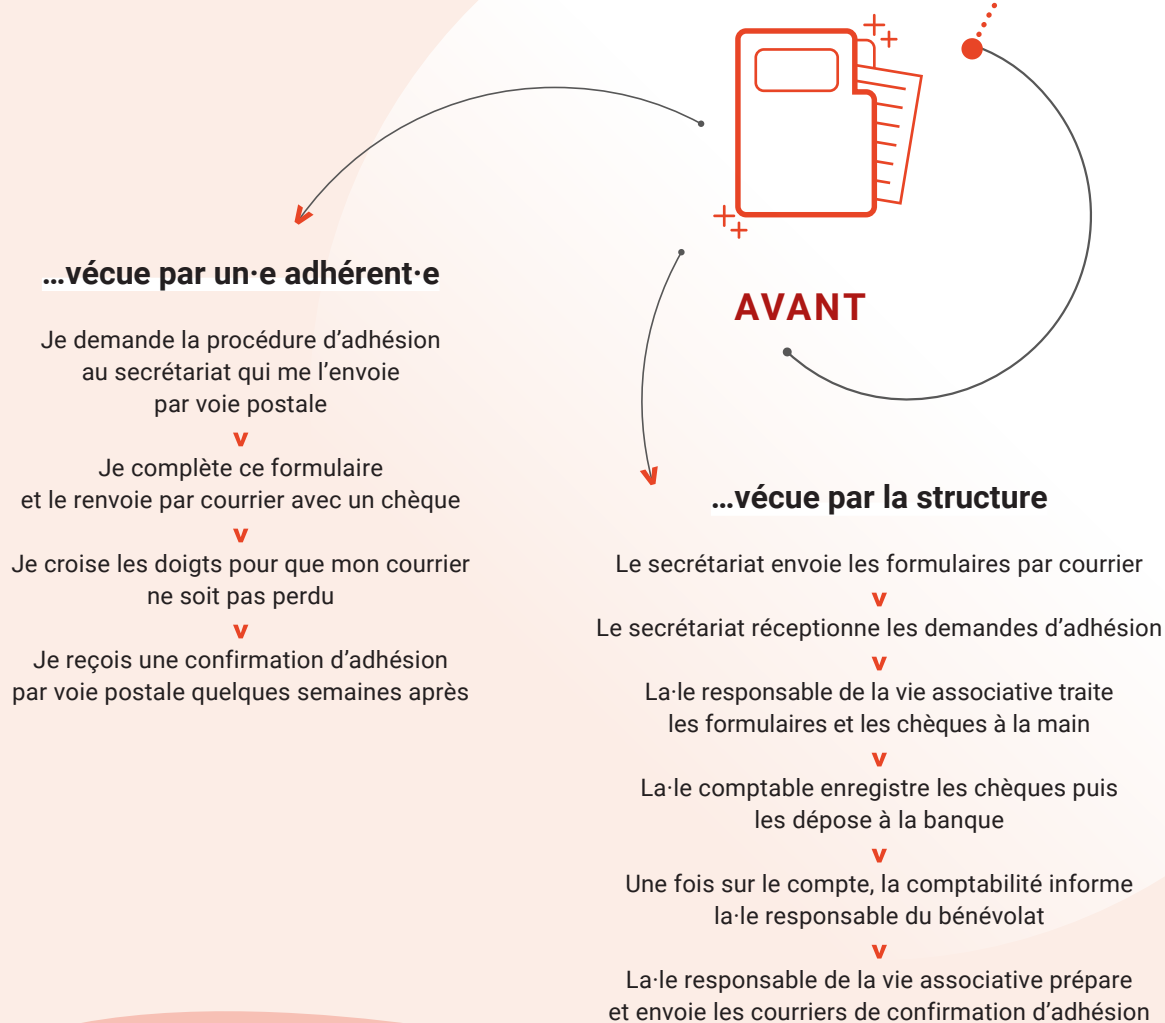 AVANT
...vécue par un·e adhérent·e
Je demande la procédure d’adhésion
au secrétariat qui me l’envoie
par voie postale
Je complète ce formulaire
et le renvoie par courrier avec un chèque
Je croise les doigts pour que mon courrier
ne soit pas perdu
Je reçois une confirmation d’adhésion
par voie postale quelques semaines après
...vécue par la structure
Le secrétariat envoie les formulaires par courrier
Le secrétariat réceptionne les demandes d’adhésion
La·le responsable de la vie associative traite
les formulaires et les chèques à la main
La·le comptable enregistre les chèques puis
les dépose à la banque
Une fois sur le compte, la comptabilité informe
la·le responsable du bénévolat
La·le responsable de la vie associative prépare
et envoie les courriers de confirmation d’adhésion